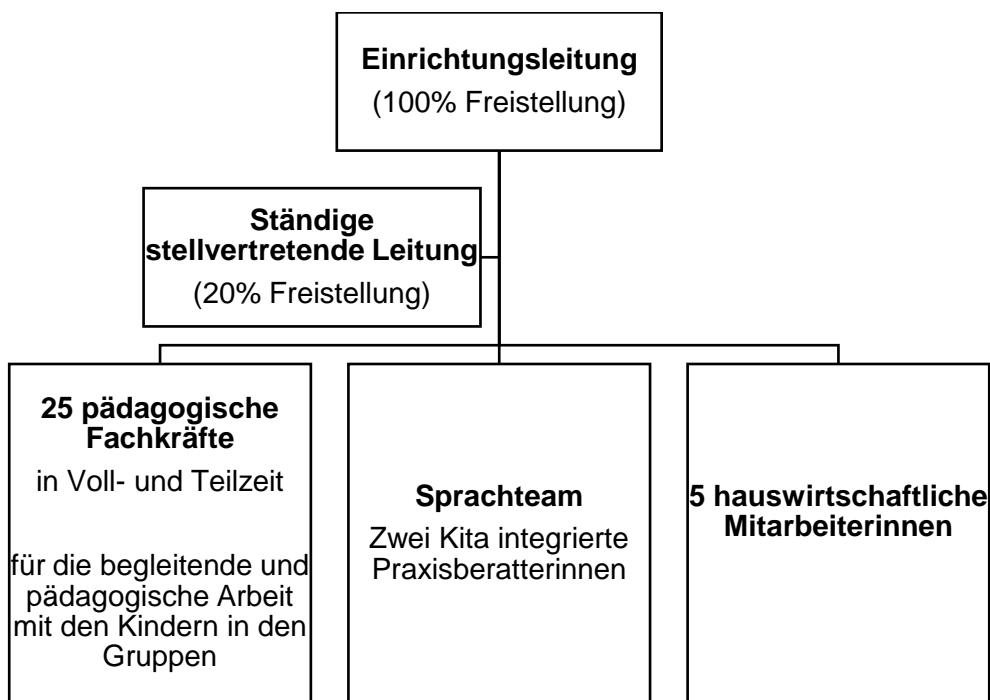 Einrichtungsleitung
(100% Freistellung)
Ständige
stellvertretende Leitung
(20% Freistellung)
25 pädagogische
Fachkräfte
in Voll- und Teilzeit
für die begleitende und
pädagogische Arbeit
mit den Kindern in den
Gruppen
Sprachteam
Zwei Kita integrierte
Praxisberatterinnen
5 hauswirtschaftliche
Mitarbeiterinnen